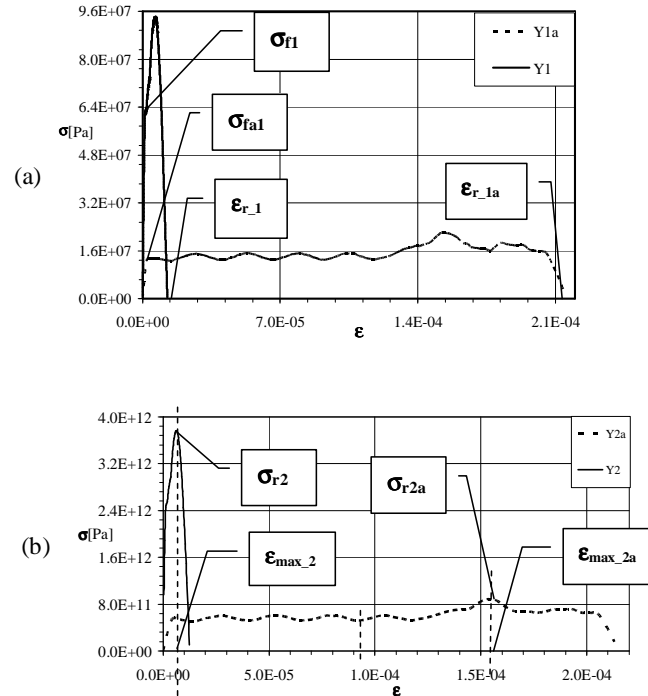 (a)
σ[Pa]
9.6E+07
8.0E+07
6.4E+07
4.8E+07
3.2E+07
1.6E+07
0.0E+00
σf1
σfa1
εr_1
εr_1a
Y1a
Y1
0.0E+00 7.0E-05 1.4E-04 2.1E-04
ε
(b)
σ[Pa]
4.0E+12
3.2E+12
2.4E+12
1.6E+12
8.0E+11
0.0E+00
σr2
σr2a
εmax_2
εmax_2a
Y2a
Y2
0.0E+00 5.0E-05 1.0E-04 1.5E-04 2.0E-04
ε